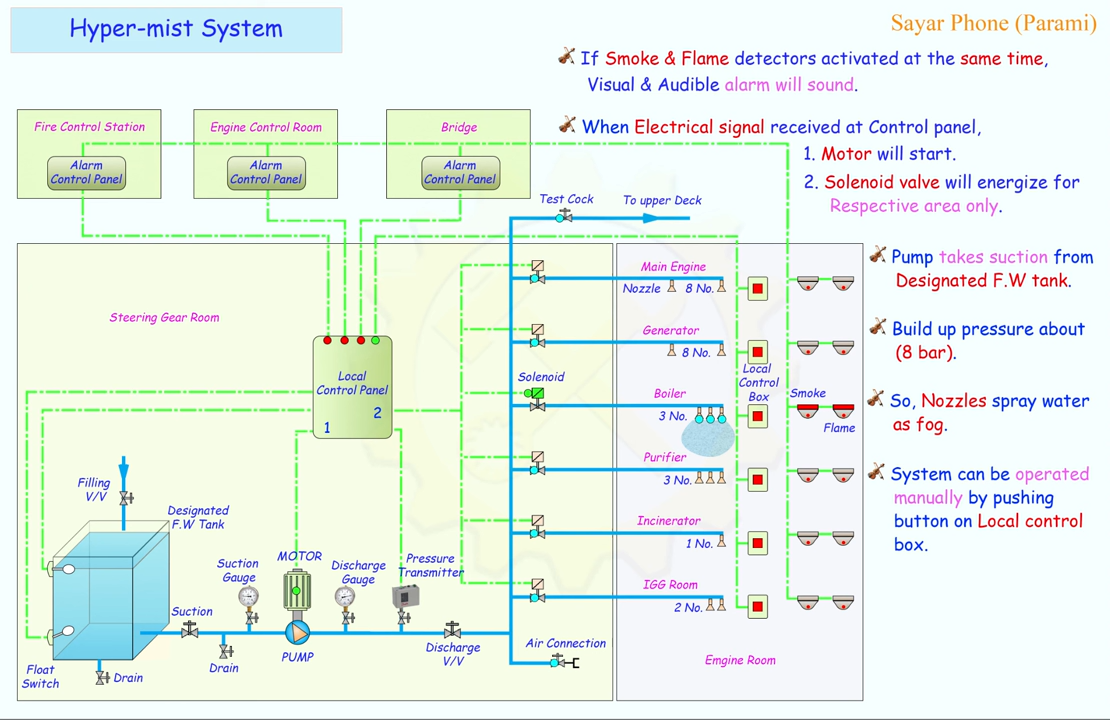 Hyper-mist System
Sayar Phone (Parami)
If Smoke & Flame detectors activated at the same time,
Visual & Audible alarm will sound.
When Electrical signal received at Control panel,
1. Motor will start.
2. Solenoid valve will energize for
Respective area only.
Pump takes suction from
Designated F.W tank.
Build up pressure about
(8 bar).
So, Nozzles spray water
as fog.
System can be operated
manually by pushing
button on Local control
box.
Fire Control Station
Alarm
Control Panel
Engine Control Room
Alarm
Control Panel
Bridge
Alarm
Control Panel
Test Cock
To upper Deck
Steering Gear Room
Local
Control Panel
1
2
Solenoid
Main Engine
Nozzle 8 No.
Generator
8 No.
Boiler
3 No.
Purifier
3 No.
Incinerator
1 No.
IGG Room
2 No.
Local
Control
Box
Smoke
Flame
Filling
V/V
Designated
F.W Tank
Suction
Suction
Gauge
MOTOR
Discharge
Gauge
Pressure
Transmitter
PUMP
Drain
Discharge
V/V
Air Connection
Float
Switch
Drain
Emgine Room